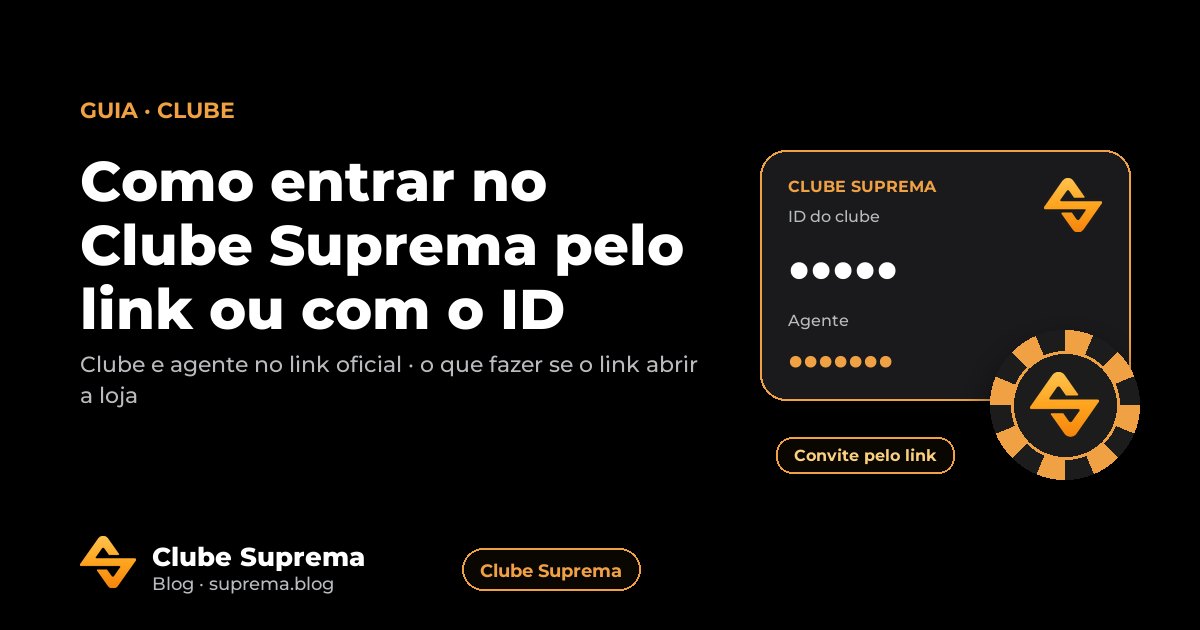 GUIA · CLUBE
Como entrar no
Clube Suprema pelo
link ou com o ID
Clube e agente no link oficial · o que fazer se o link abrir
a loja
CLUBE SUPREMA
ID do clube
●●●●●
Agente
●●●●●●●
Convite pelo link
Clube Suprema
Blog · suprema.blog
Clube Suprema